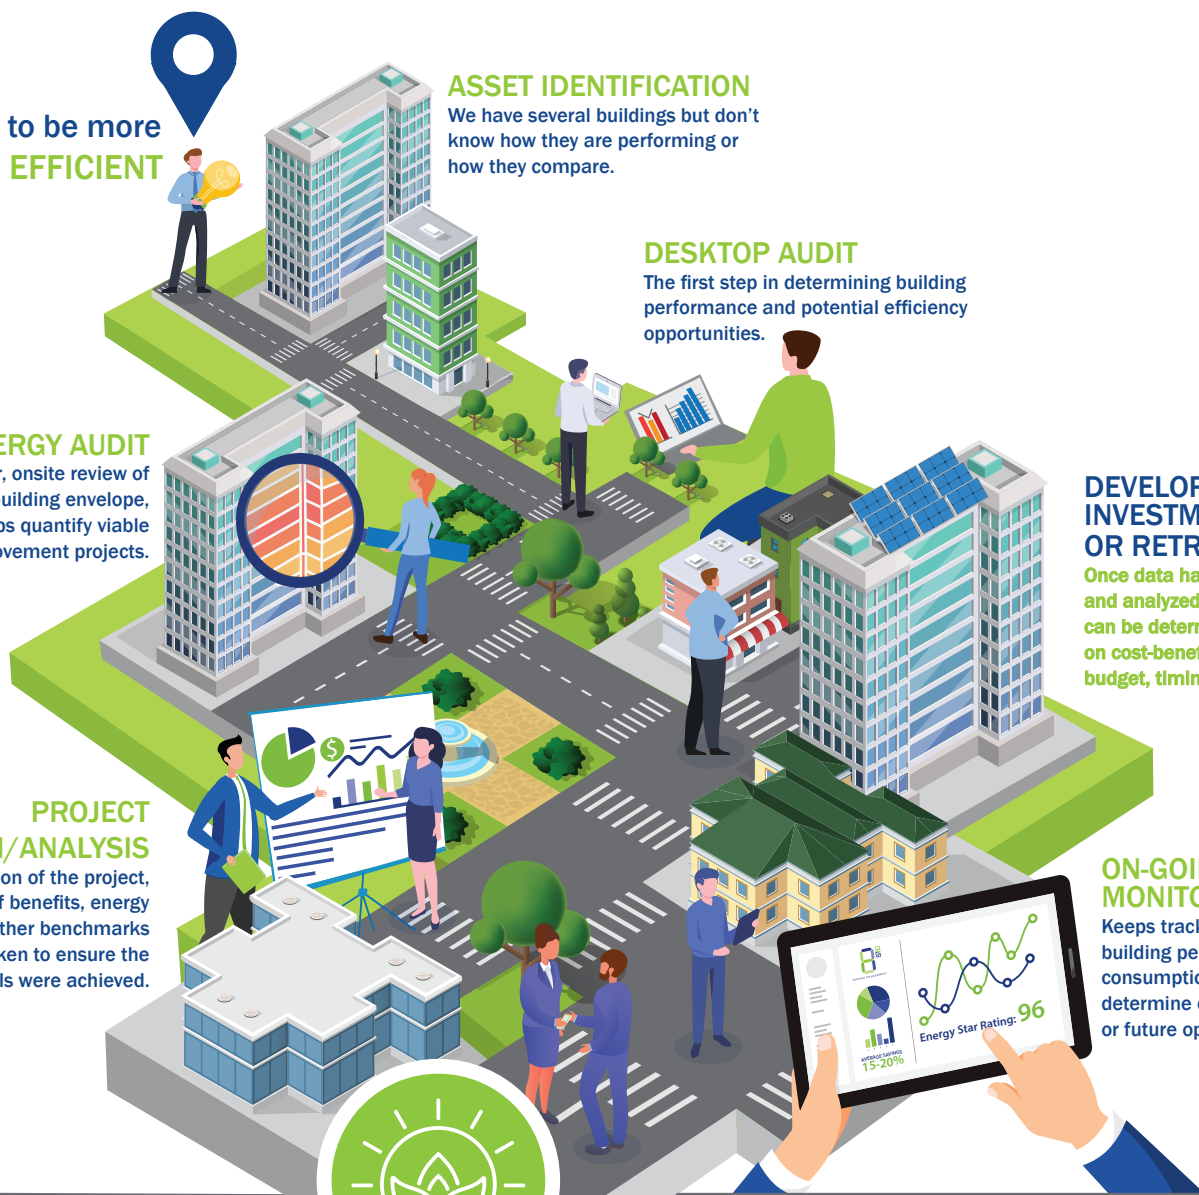 to be more
EFFICIENT
ASSET IDENTIFICATION
We have several buildings but don't
know how they are performing or
how they compare.
DESKTOP AUDIT
The first step in determining building
performance and potential efficiency
opportunities.
ERGY AUDIT
, onsite review of
building envelope,
ps quantify viable
ovement projects.
DEVELOP
INVESTM
OR RETR
Once data ha
and analyzed
can be determ
on cost-benef
budget, timin
PROJECT
/ANALYSIS
on of the project,
f benefits, energy
ther benchmarks
ken to ensure the
ls were achieved.
ON-GOI
MONITO
Keeps track
building pe
consumptio
determine
or future op
$
Energy Star Rating: 96
AVERAGE SAVINGS
15-20%